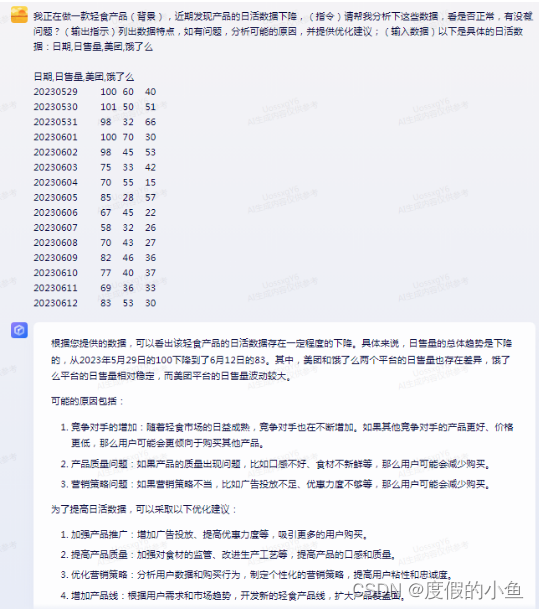 我正在做一款轻食产品（背景），近期发现产品的日活数据下降，（指令）请帮我分析下这些数据，看是否正常，有没有
问题？（输出指示）列出数据特点，如有问题，分析可能的原因，并提供优化建议；（输入数据）以下是具体的日活数
据：日期,日售量,美团,饿了么
日期,日售量,美团,饿了么
20230529 100 60 40
20230530 101 50 51
20230531 98 32 66
20230601 100 70 30
20230602 98 45 53
20230603 75 33 42
20230604 70 55 15
20230605 85 28 57
20230606 67 45 22
20230607 58 32 26
20230608 70 43 27
20230609 82 46 36
20230610 77 40 37
20230611 69 36 33
20230612 83 53 30
根据您提供的数据，可以看出该轻食产品的日活数据存在一定程度的下降。具体来说，日售量的总体趋势是下降
的，从2023年5月29日的100下降到了6月12日的83。其中，美团和饿了么两个平台的日售量也存在差异，饿了
么平台的日售量相对稳定，而美团平台的日售量波动较大。
可能的原因包括：
1. 竞争对手的增加：随着轻食市场的日益成熟，竞争对手也在不断增加。如果其他竞争对手的产品更好、价格
更低，那么用户可能会更倾向于购买其他产品。
2. 产品质量问题：如果产品的质量出现问题，比如口感不好、食材不新鲜等，那么用户可能会减少购买。
3. 营销策略问题：如果营销策略不当，比如广告投放不足、优惠力度不够等，那么用户可能会减少购买。
为了提高日活数据，可以采取以下优化建议：
1. 加强产品推广：增加广告投放、提高优惠力度等，吸引更多的用户购买。
2. 提高产品质量：加强对食材的监管、改进生产工艺等，提高产品的口感和质量。
3. 优化营销策略：分析用户数据和购买行为，制定个性化的营销策略，提高用户粘性和忠诚度。
4. 增加产品线：根据用户需求和市场趋势，开发新的轻食产品线，扩大产品覆盖面。
CSDN @度假的小鱼